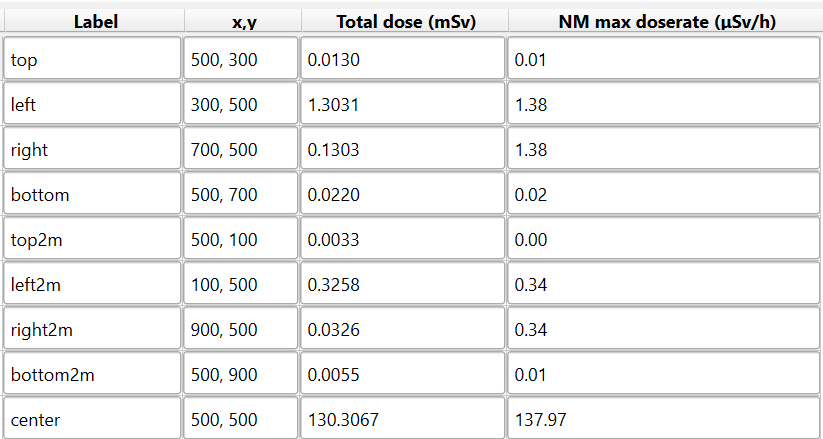 Label x,y Total dose (mSv) NM max doserate (µSv/h)
top 500, 300 0.0130 0.01
left 300, 500 1.3031 1.38
right 700, 500 0.1303 1.38
bottom 500, 700 0.0220 0.02
top2m 500, 100 0.0033 0.00
left2m 100, 500 0.3258 0.34
right2m 900, 500 0.0326 0.34
bottom2m 500, 900 0.0055 0.01
center 500, 500 130.3067 137.97